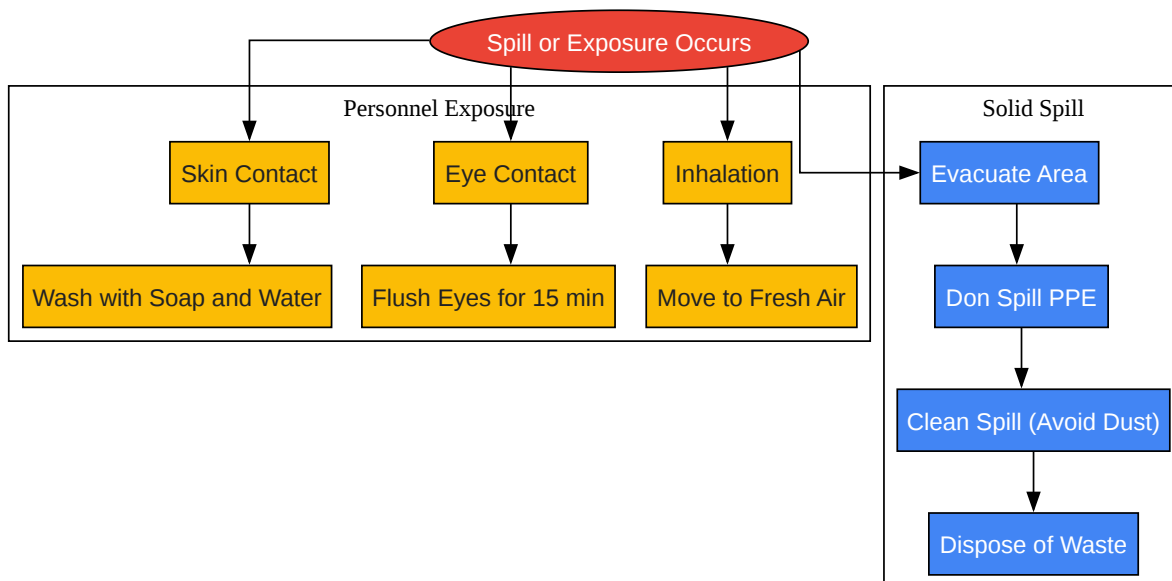 Spill or Exposure Occurs
Personnel Exposure
Solid Spill
Skin Contact
Eye Contact
Inhalation
Evacuate Area
Wash with Soap and Water
Flush Eyes for 15 min
Move to Fresh Air
Don Spill PPE
Clean Spill (Avoid Dust)
Dispose of Waste